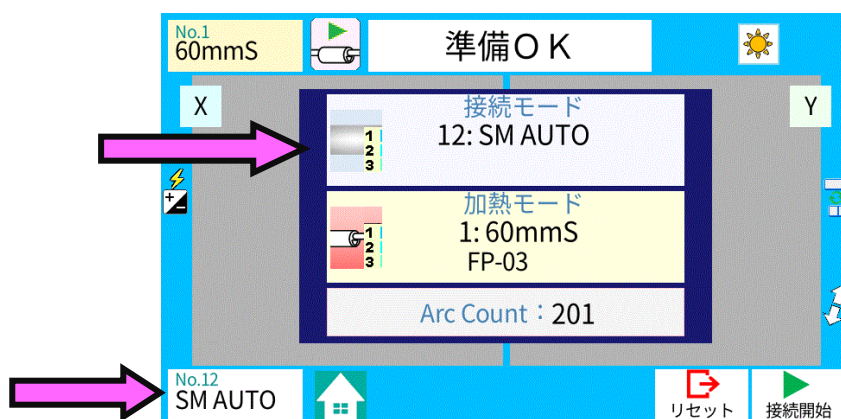 No.1
60mmS
準備ＯＫ
X
Y
接続モード
12: SM AUTO
1
2
3
加熱モード
1: 60mmS
FP-03
1
2
3
Arc Count：201
No.12
SM AUTO
リセット
接続開始